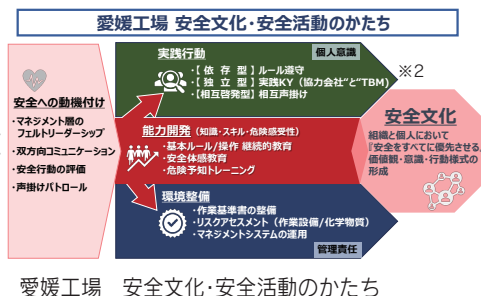 愛媛工場 安全文化・安全活動のかたち
実践行動
個人意識
・【 依 存 型 】ルール遵守
・【 独 立 型 】実践KY（協力会社"と"TBM）
・【相互啓発型】相互声掛け
※2
安全への動機付け
・マネジメント層の
フェルトリーダーシップ
・双方向コミュニケーション
・安全行動の評価
・声掛けパトロール
能力開発（知識・スキル・危険感受性）
・基本ルール/操作 継続的教育
・安全体感教育
・危険予知トレーニング
安全文化
組織と個人において
『安全をすべてに優先させる』
価値観・意識・行動様式の
形成
環境整備
・作業基準書の整備
・リスクアセスメント（作業設備/化学物質）
・マネジメントシステムの運用
管理責任
愛媛工場　安全文化・安全活動のかたち